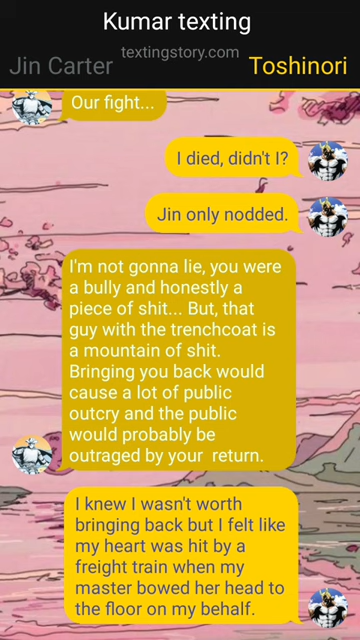 Kumar texting
textingstory.com
Jin Carter
Toshinori
Our fight...
I died, didn't I?
Jin only nodded.
I'm not gonna lie, you were
a bully and honestly a
piece of shit... But, that
guy with the trenchcoat is
a mountain of shit.
Bringing you back would
cause a lot of public
outcry and the public
would probably be
outraged by your  return.
I knew I wasn't worth
bringing back but I felt like
my heart was hit by a
freight train when my
master bowed her head to
the floor on my behalf.